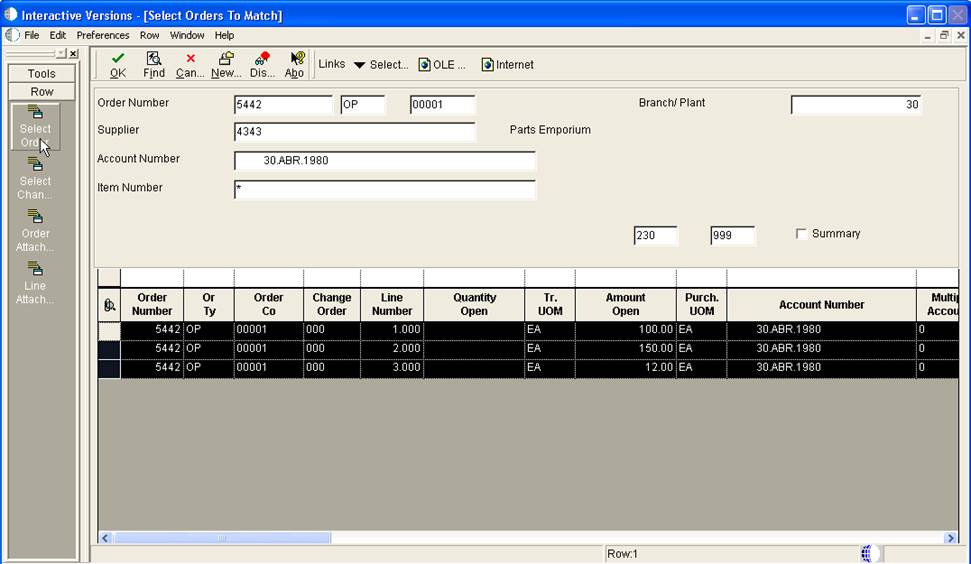 Interactive Versions - [Select Orders To Match]
File Edit Preferences Row Window Help
Tools
Row
Select
Order
Select
Chan...
Order
Attach...
Line
Attach...
OK Find Can... New... Dis... Abo Links Select... OLE ... Internet
Order Number 5442 OP 00001 Branch/ Plant 30
Supplier 4343 Parts Emporium
Account Number 30.ABR.1980
Item Number *
230 999 Summary
Order Number Or Ty Order Co Change Order Line Number Quantity Open Tr. UOM Amount Open Purch. UOM Account Number Multip Accou
5442 OP 00001 000 1.000 EA 100.00 EA 30.ABR.1980 0
5442 OP 00001 000 2.000 EA 150.00 EA 30.ABR.1980 0
5442 OP 00001 000 3.000 EA 12.00 EA 30.ABR.1980 0
Row:1